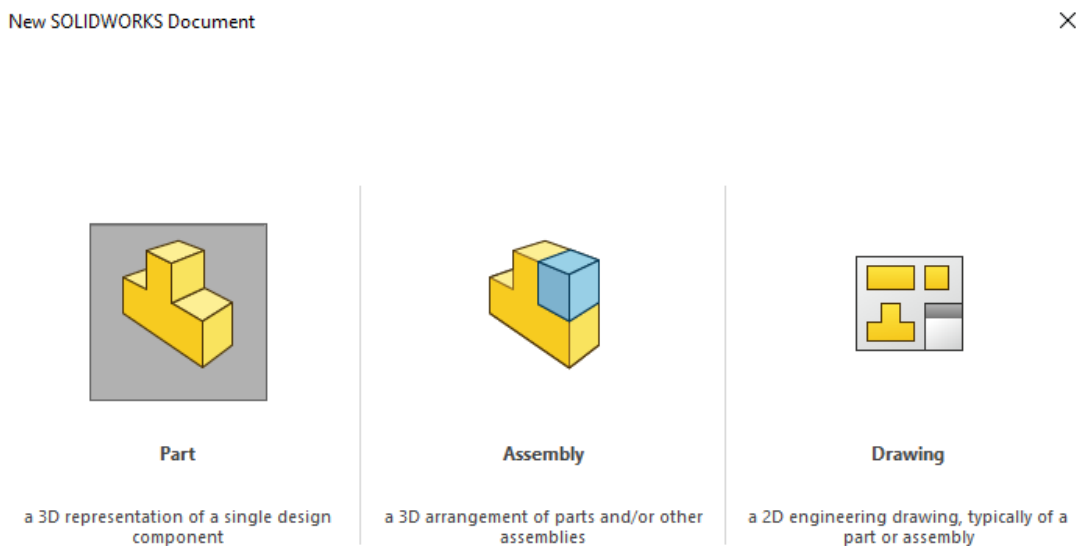 New SOLIDWORKS Document
Part
a 3D representation of a single design
component
Assembly
a 3D arrangement of parts and/or other
assemblies
Drawing
a 2D engineering drawing, typically of a
part or assembly